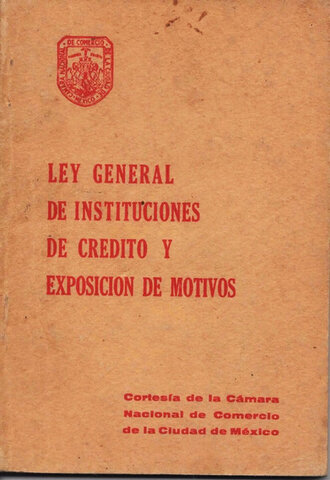 LEY GENERAL
DE INSTITUCIONES
DE CREDITO Y
EXPOSICION DE MOTIVOS
Cortesía de la Cámara
Nacional de Comercio
de la Ciudad de México